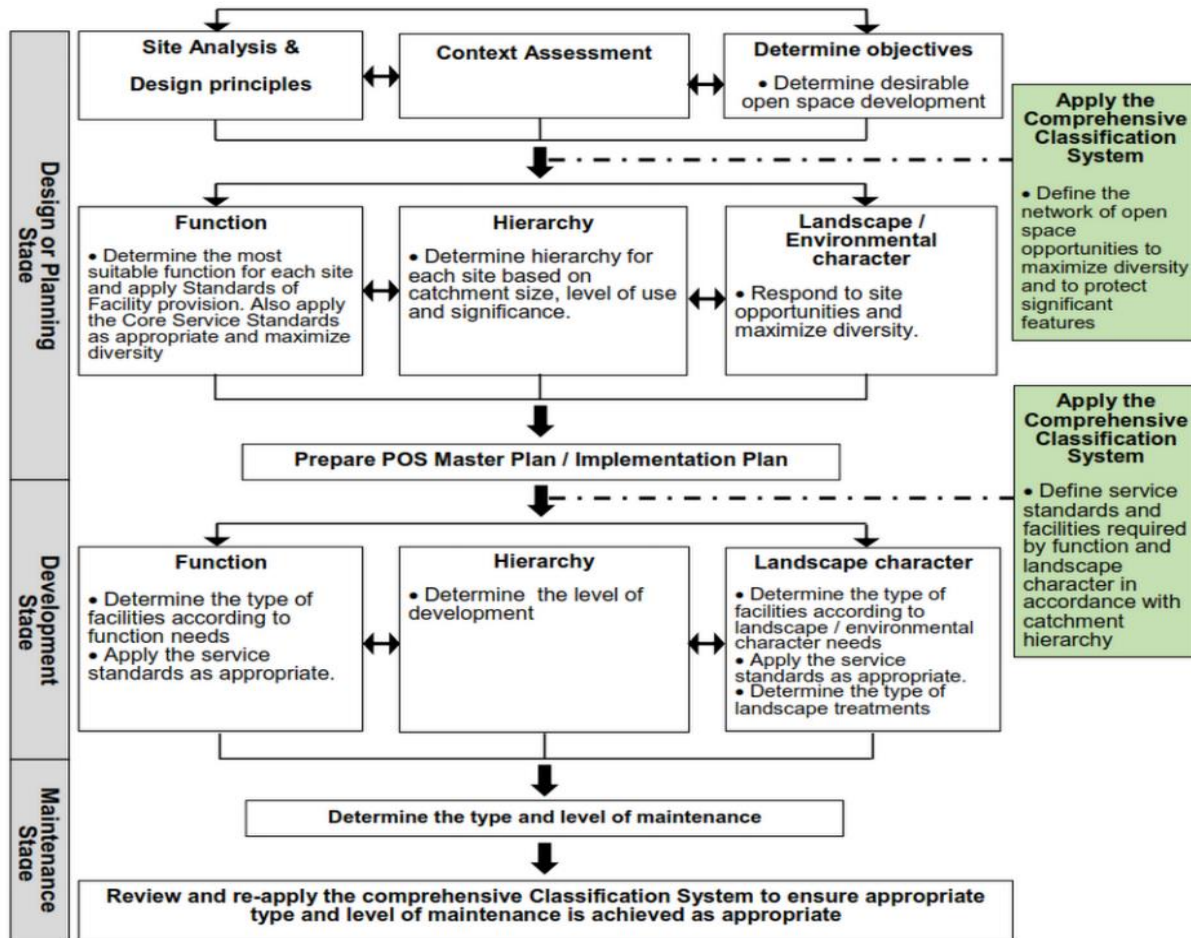 Design or Planning
Stage
Site Analysis &
Design principles
Context Assessment
Determine objectives
• Determine desirable
open space development
Apply the
Comprehensive
Classification
System
• Define the
network of open
space
opportunities to
maximize diversity
and to protect
significant
features
Function
• Determine the most
suitable function for each site
and apply Standards of
Facility provision. Also apply
the Core Service Standards
as appropriate and maximize
diversity
Hierarchy
• Determine hierarchy for
each site based on
catchment size, level of use
and significance.
Landscape /
Environmental
character
• Respond to site
opportunities and
maximize diversity.
Prepare POS Master Plan / Implementation Plan
Apply the
Comprehensive
Classification
System
• Define service
standards and
facilities required
by function and
landscape
character in
accordance with
catchment
hierarchy
Development
Stage
Function
• Determine the type of
facilities according to
function needs
• Apply the service
standards as appropriate.
Hierarchy
• Determine the level of
development
Landscape character
• Determine the type of
facilities according to
landscape / environmental
character needs
• Apply the service
standards as appropriate.
• Determine the type of
landscape treatments
Maintenance
Stage
Determine the type and level of maintenance
Review and re-apply the comprehensive Classification System to ensure appropriate
type and level of maintenance is achieved as appropriate